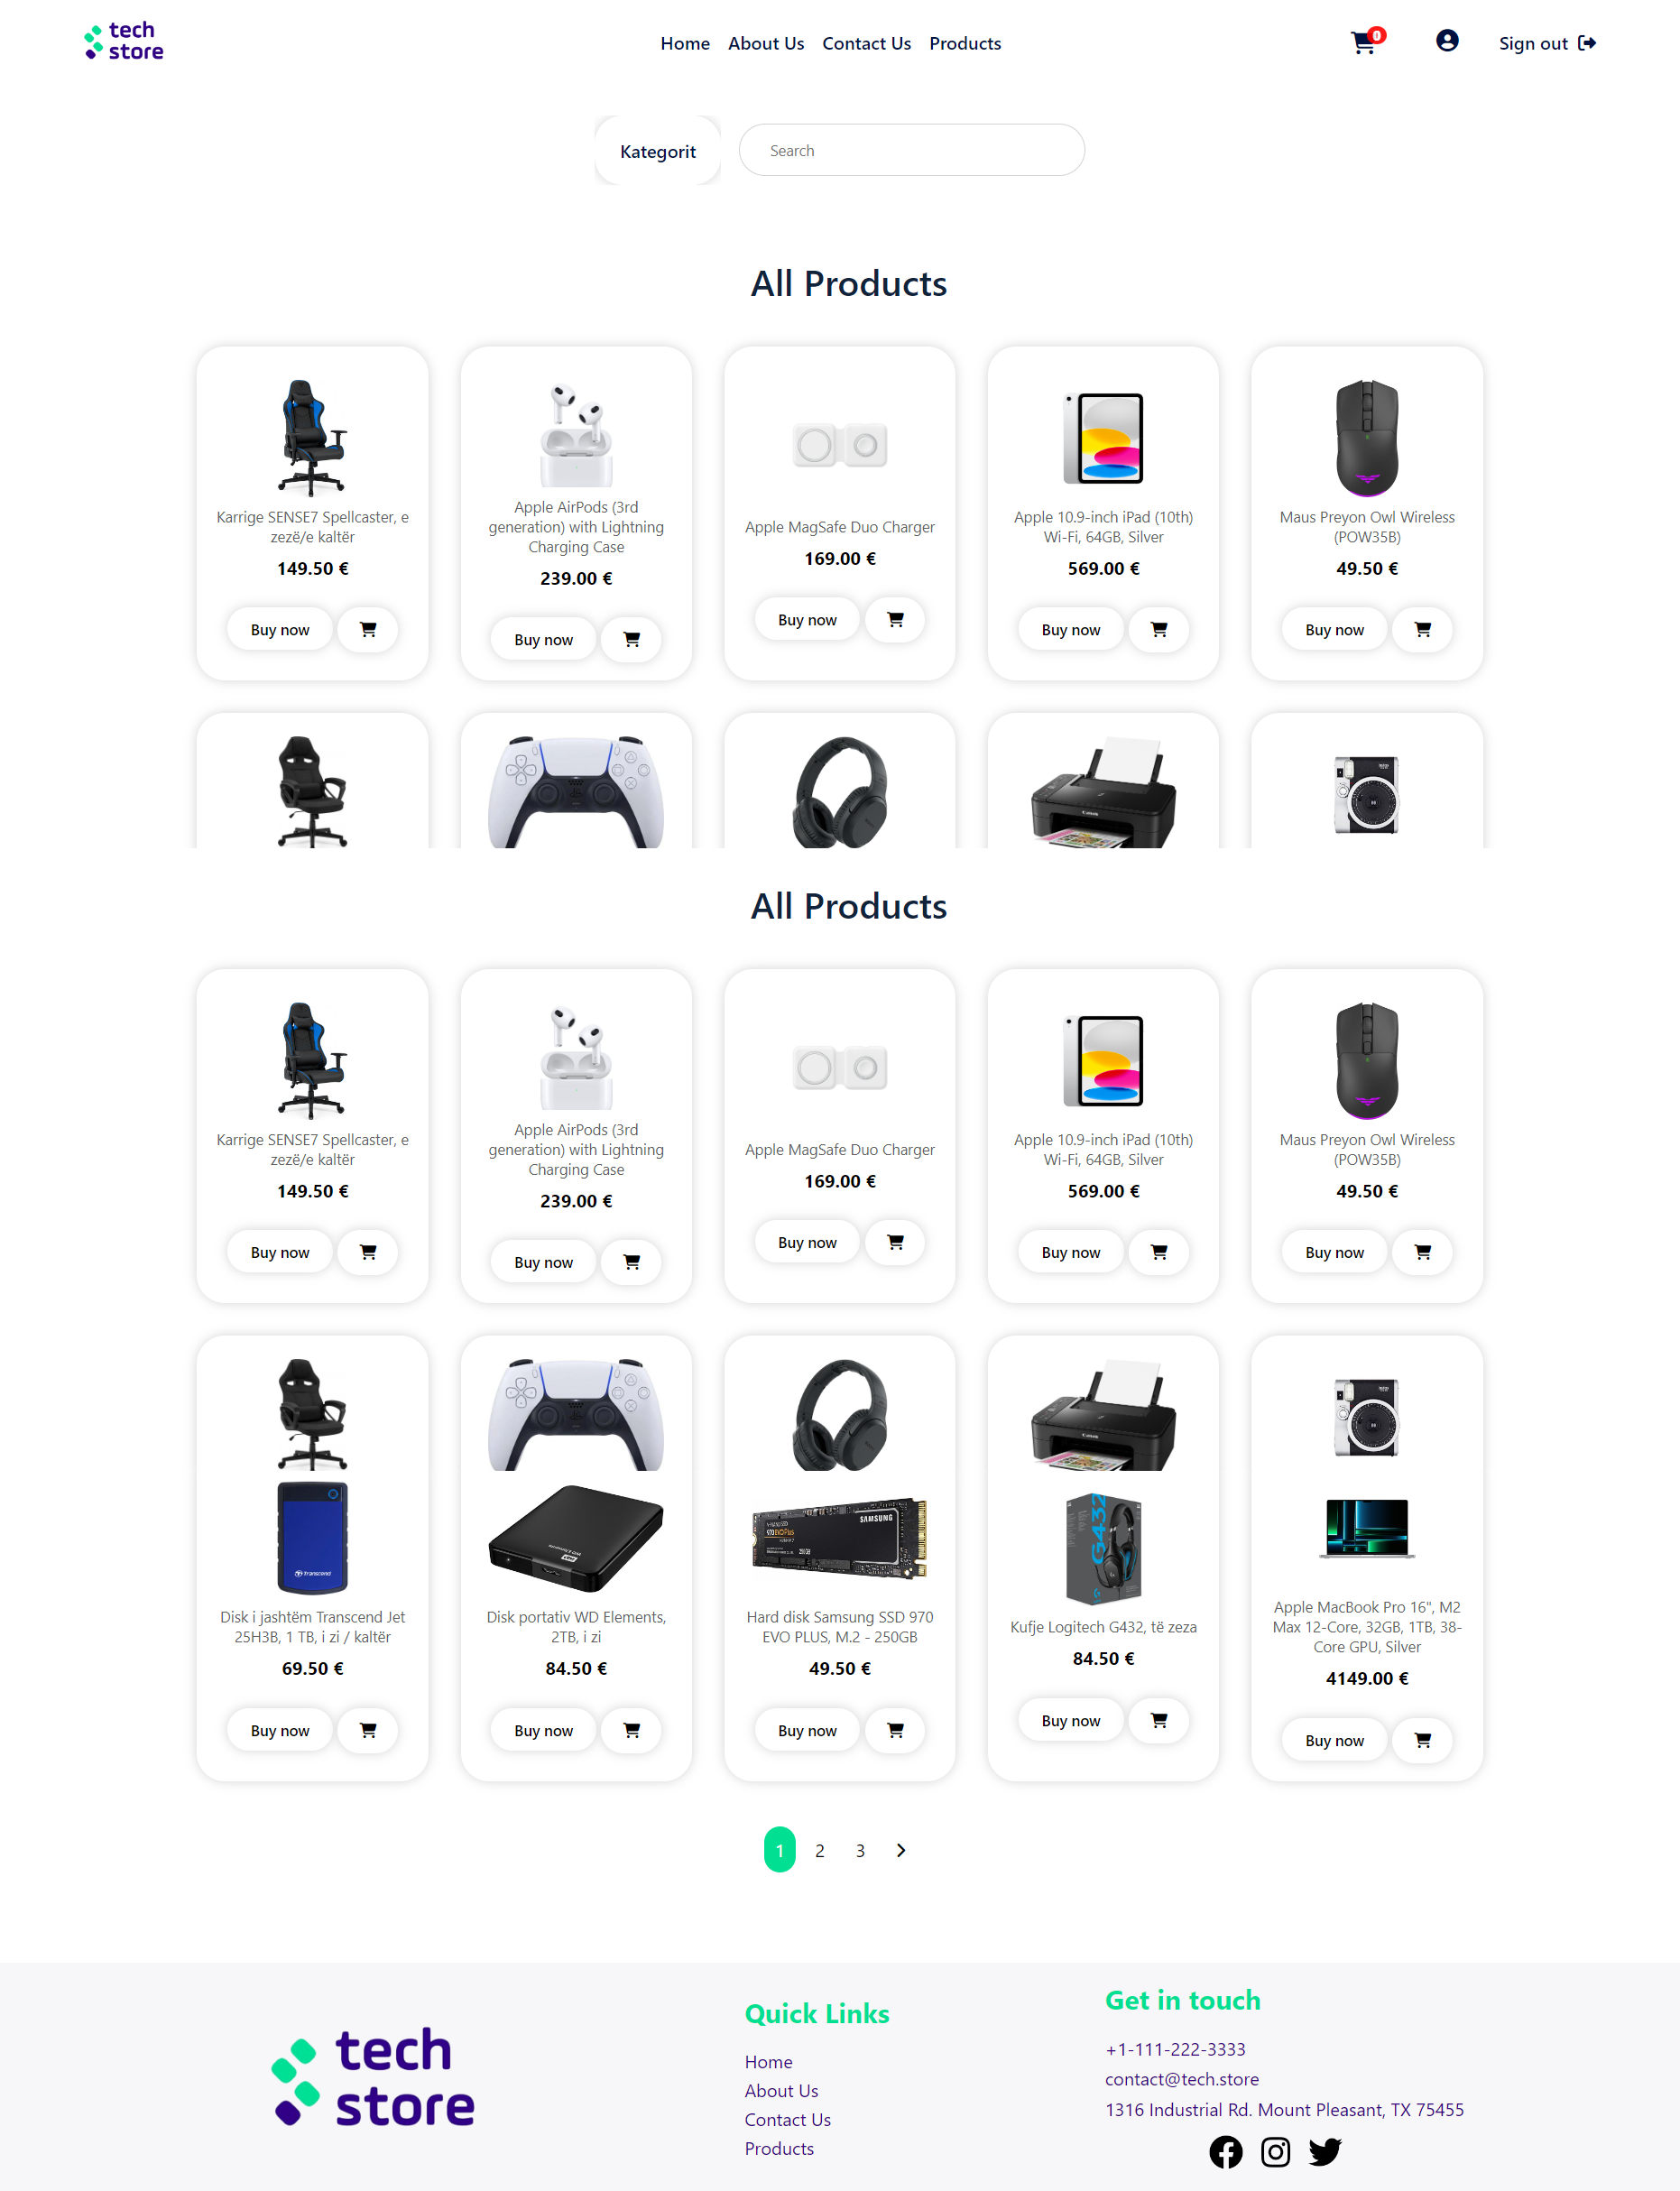 tech
store
Home About Us Contact Us Products
0
Sign out
Kategorit
Search
All Products
Karrige SENSE7 Spellcaster, e
zezë/e kaltër
149.50 €
Buy now
Apple AirPods (3rd
generation) with Lightning
Charging Case
239.00 €
Buy now
Apple MagSafe Duo Charger
169.00 €
Buy now
Apple 10.9-inch iPad (10th)
Wi-Fi, 64GB, Silver
569.00 €
Buy now
Maus Preyon Owl Wireless
(POW35B)
49.50 €
Buy now
Canon
All Products
Karrige SENSE7 Spellcaster, e
zezë/e kaltër
149.50 €
Buy now
Apple AirPods (3rd
generation) with Lightning
Charging Case
239.00 €
Buy now
Apple MagSafe Duo Charger
169.00 €
Buy now
Apple 10.9-inch iPad (10th)
Wi-Fi, 64GB, Silver
569.00 €
Buy now
Maus Preyon Owl Wireless
(POW35B)
49.50 €
Buy now
Canon
Transcend
Disk i jashtëm Transcend Jet
25H3B, 1 TB, i zi / kaltër
69.50 €
Buy now
WD Elements
Disk portativ WD Elements,
2TB, i zi
84.50 €
Buy now
SAMSUNG
970 EVO Plus
250GB
Hard disk Samsung SSD 970
EVO PLUS, M.2 - 250GB
49.50 €
Buy now
G432
Kufje Logitech G432, të zeza
84.50 €
Buy now
Apple MacBook Pro 16", M2
Max 12-Core, 32GB, 1TB, 38-
Core GPU, Silver
4149.00 €
Buy now
1 2 3
tech
store
Quick Links
Home
About Us
Contact Us
Products
Get in touch
+1-111-222-3333
contact@tech.store
1316 Industrial Rd. Mount Pleasant, TX 75455